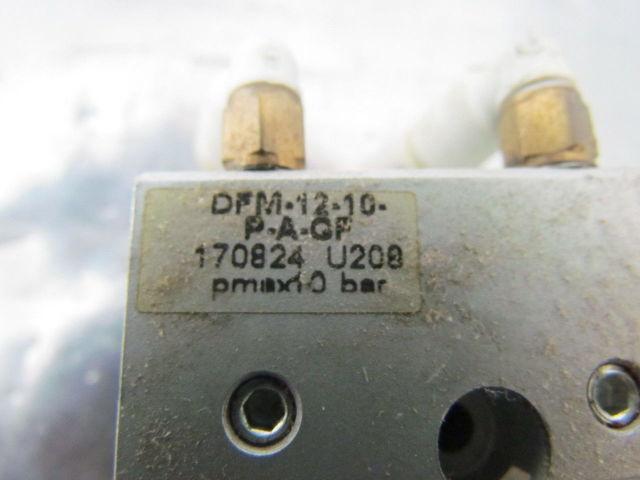 DFM-12-10-
P-A-GF
170824 U208
pmax10 bar